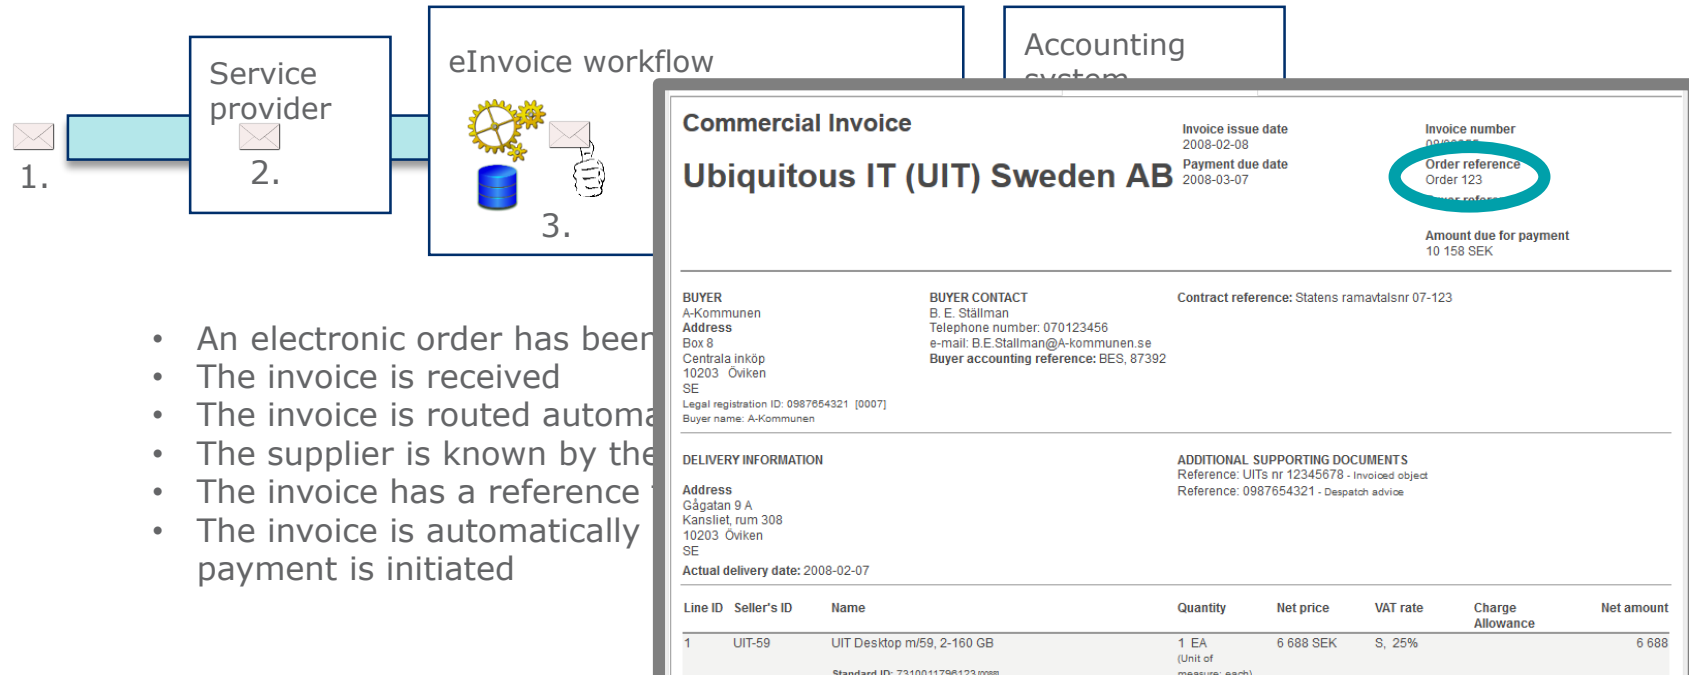 Service
provider
eInvoice workflow
Accounting
system
1.
2.
3.
• An electronic order has been
• The invoice is received
• The invoice is routed
• The supplier is known by the
• The invoice has a reference
• The invoice is automatically
payment is initiated
Commercial Invoice
Ubiquitous IT (UIT) Sweden AB
Invoice issue date
2008-02-08
Payment due date
2008-03-07
Invoice number
Order reference
Order 123
Amount due for payment
10 158 SEK
BUYER
A-Kommunen
Address
Box 8
Centrala inköp
10203 Öviken
SE
Legal registration ID: 0987654321 [0007]
Buyer name: A-Kommunen
BUYER CONTACT
B. E. Ställman
Telephone number: 070123456
e-mail: B.E.Stallman@A-kommunen.se
Buyer accounting reference: BES, 87392
Contract reference: Statens ramavtalsnr 07-123
DELIVERY INFORMATION
Address
Gågatan 9 A
Kansliet, rum 308
10203 Öviken
SE
Actual delivery date: 2008-02-07
ADDITIONAL SUPPORTING DOCUMENTS
Reference: UITs nr 12345678 - Invoiced object
Reference: 0987654321 - Despatch advice
Line ID Seller's ID Name Quantity Net price VAT rate Charge Allowance Net amount
1 UIT-59 UIT Desktop m/59, 2-160 GB 1 EA 6 688 SEK S, 25% 6 688
(Unit of
measure: each)
Standard ID: 7310011796123 [0088]